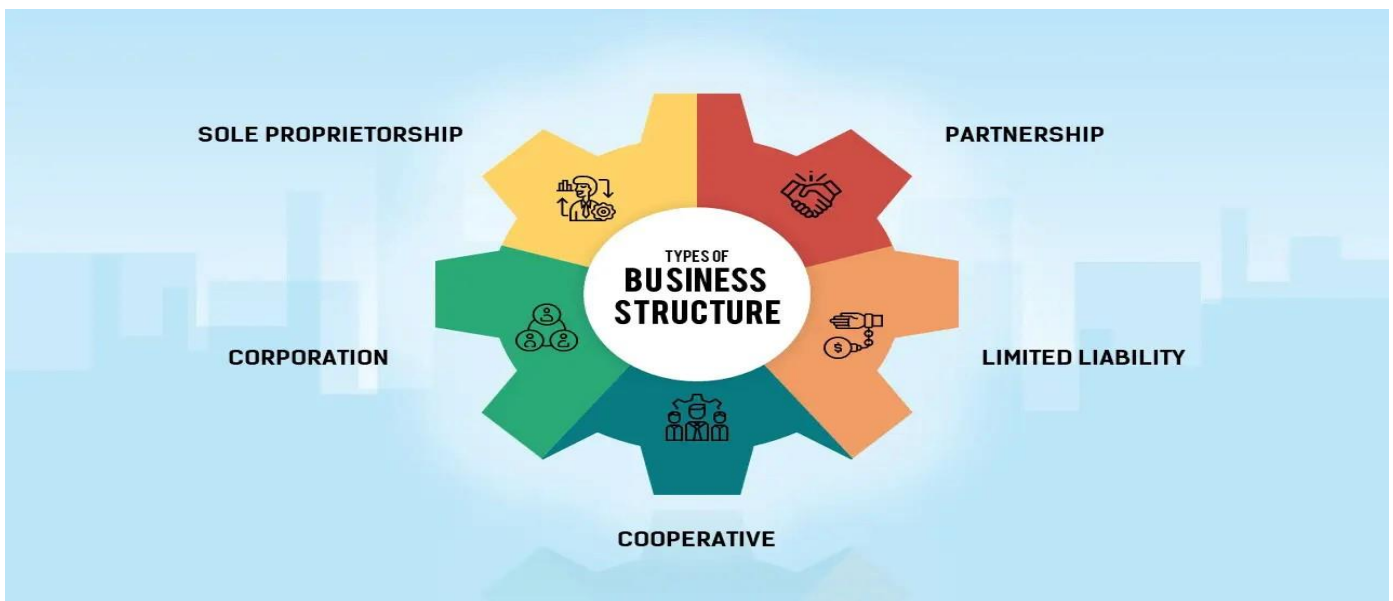 SOLE PROPRIETORSHIP
PARTNERSHIP
TYPES OF
BUSINESS
STRUCTURE
CORPORATION
LIMITED LIABILITY
$
COOPERATIVE